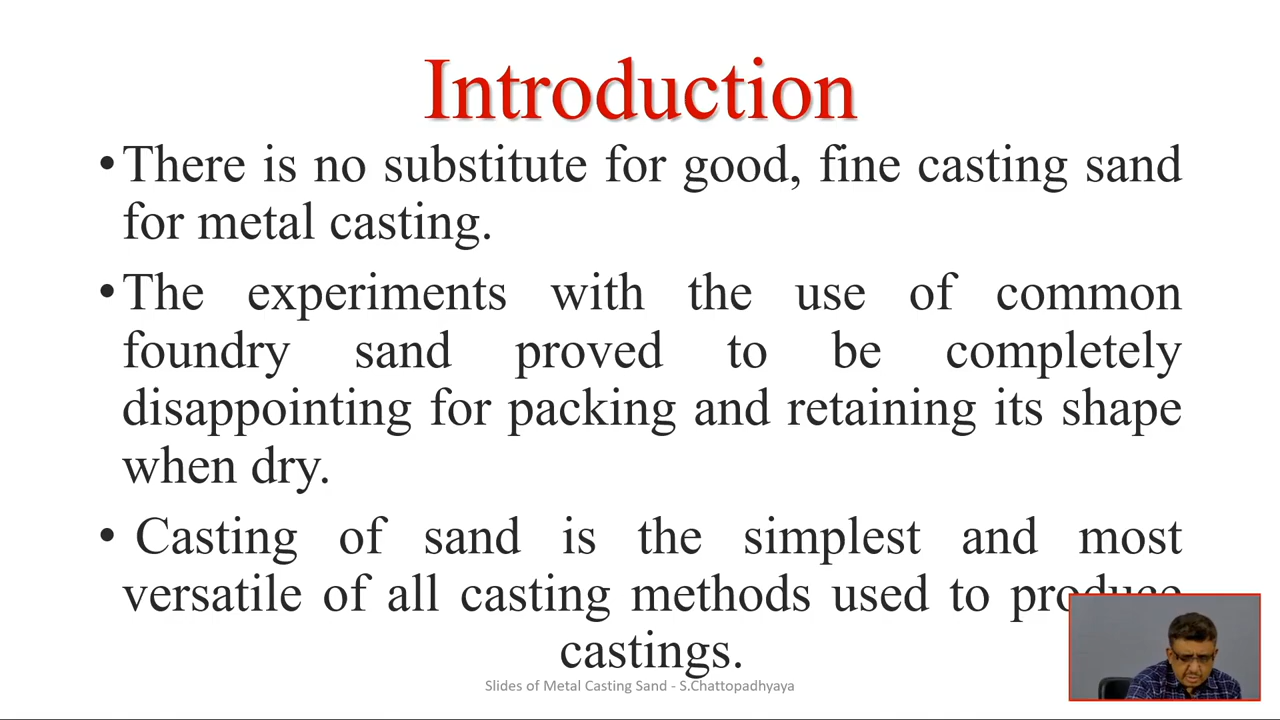 Introduction
•There is no substitute for good, fine casting sand
for metal casting.
•The experiments with the use of common
foundry sand proved to be completely
disappointing for packing and retaining its shape
when dry.
• Casting of sand is the simplest and most
versatile of all casting methods used to produce
castings.
Slides of Metal Casting Sand - S.Chattopadhyaya